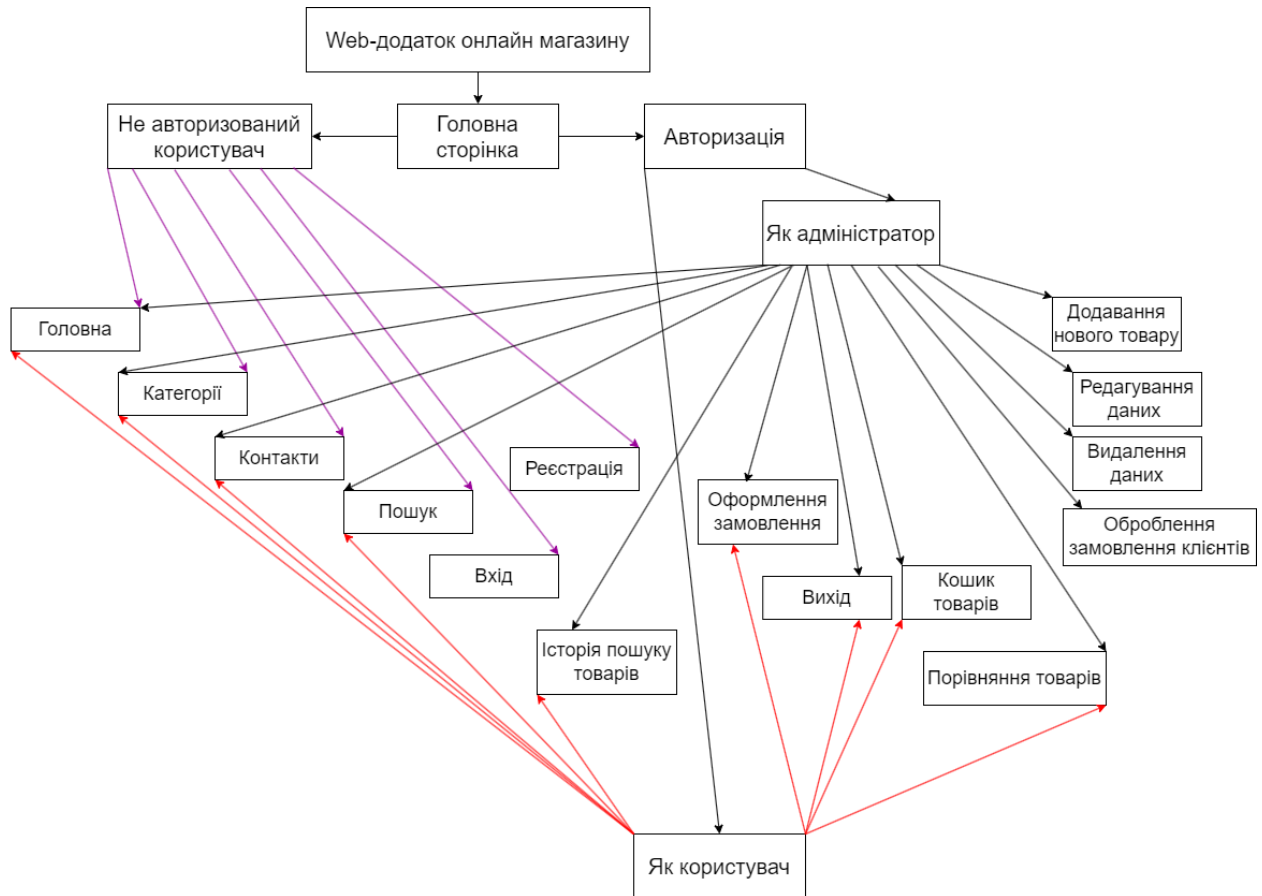 Web-додаток онлайн магазину
Не авторизований
користувач
Головна
сторінка
Авторизація
Як адміністратор
Головна
Категорії
Контакти
Пошук
Вхід
Реєстрація
Історія пошуку
товарів
Оформлення
замовлення
Вихід
Кошик
товарів
Порівняння товарів
Додавання
нового товару
Редагування
даних
Видалення
даних
Оброблення
замовлення клієнтів
Як користувач